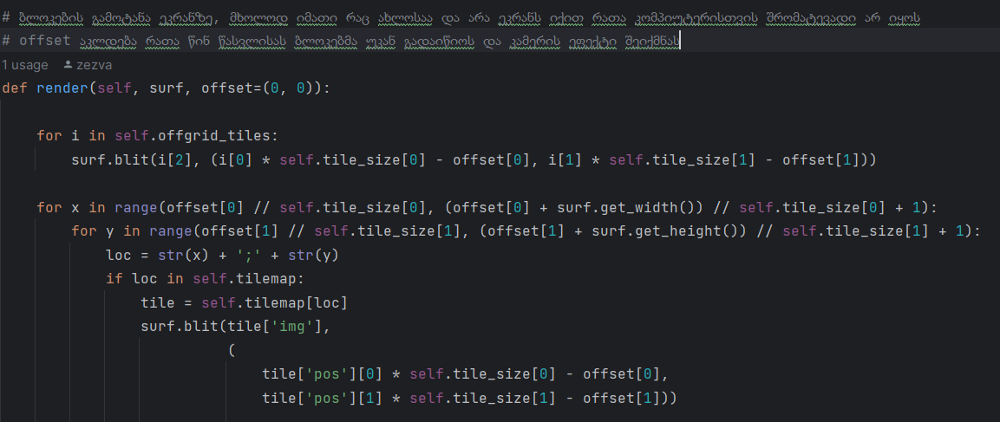 # ბლოკების გამოტანა ეკრანზე, მხოლოდ იმათი რაც ახლოსაა და არა ეკრანს იქით რათა კომპიუტერისთვის შრომატევადი არ იყოს
# offset აკლდება რათა წინ წასვლისას ბლოკებმა უკან გადაიწიოს და კამერის ეფექტი შეიქმნას
1 usage zezva
def render(self, surf, offset=(0, 0)):
for i in self.offgrid_tiles:
surf.blit(i[2], (i[0] * self.tile_size[0] - offset[0], i[1] * self.tile_size[1] - offset[1]))
for x in range(offset[0] // self.tile_size[0], (offset[0] + surf.get_width()) // self.tile_size[0] + 1):
for y in range(offset[1] // self.tile_size[1], (offset[1] + surf.get_height()) // self.tile_size[1] + 1):
loc = str(x) + ';' + str(y)
if loc in self.tilemap:
tile = self.tilemap[loc]
surf.blit(tile['img'],
(
tile['pos'][0] * self.tile_size[0] - offset[0],
tile['pos'][1] * self.tile_size[1] - offset[1]))